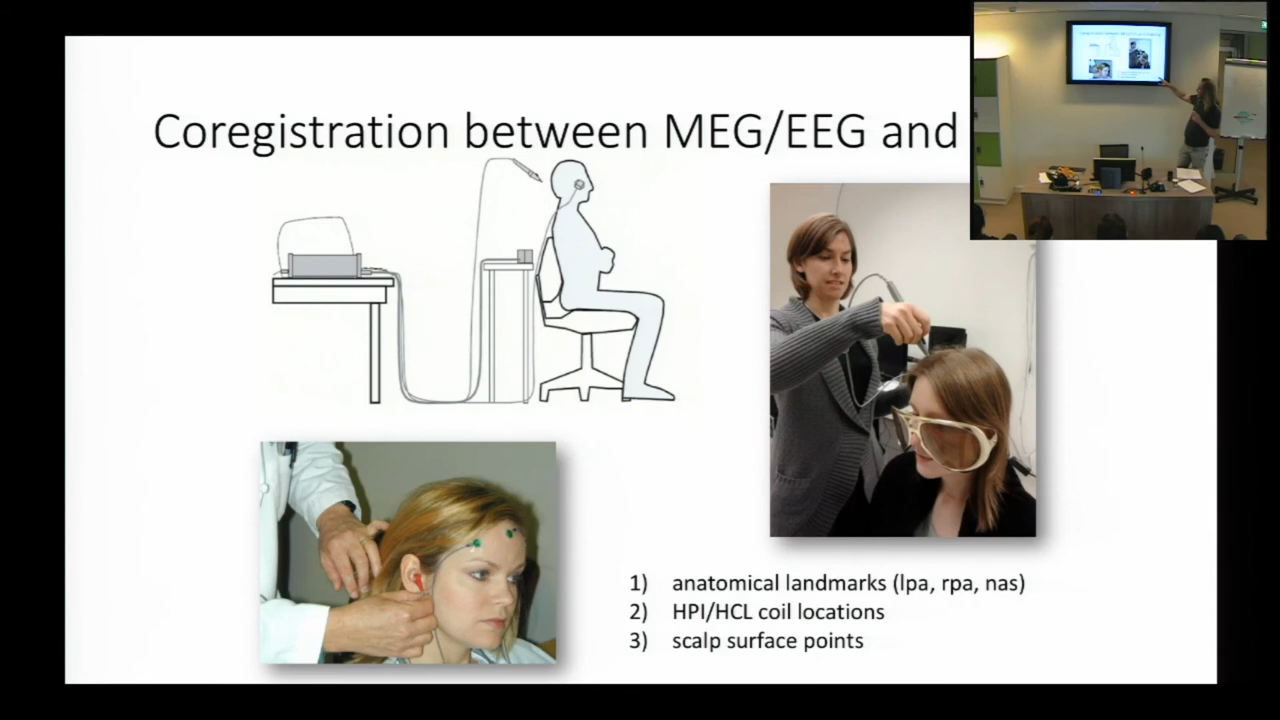 Coregistration between MEG/EEG and
1) anatomical landmarks (lpa, rpa, nas)
2) HPI/HCL coil locations
3) scalp surface points